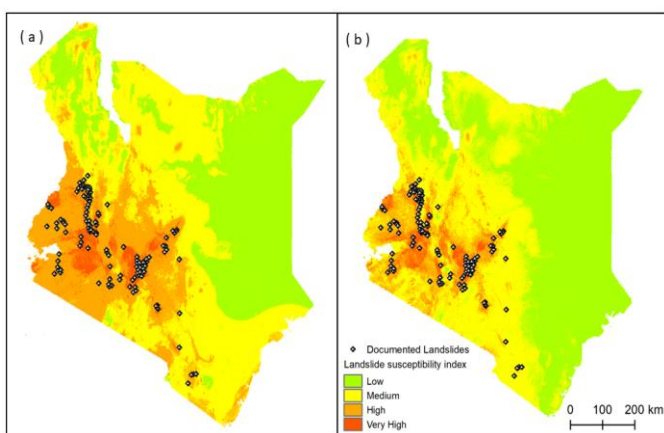 ( a )
( b )
Documented Landslides
Landslide susceptibility index
Low
Medium
High
Very High
0 100 200 km